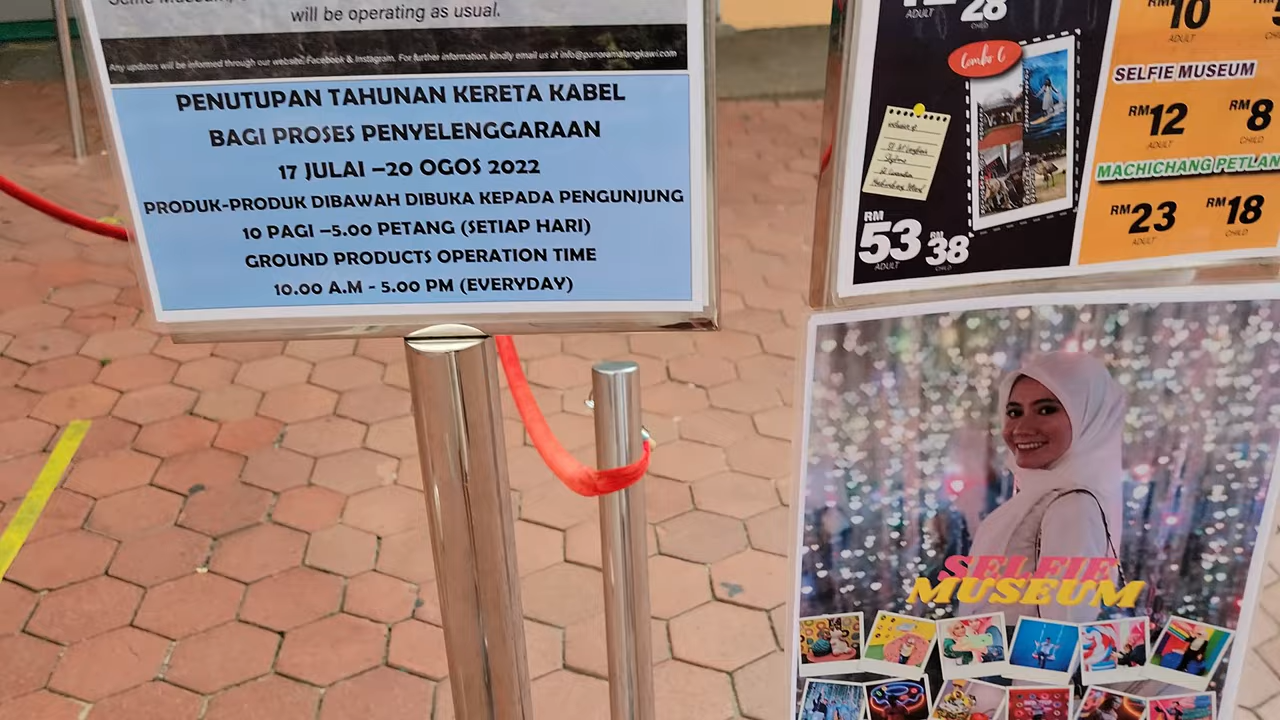 will be operating as usual.
Any updates will be informed through our website, Facebook & Instagram. For further information, kindly email us at info@panoramalangkawi.com
PENUTUPAN TAHUNAN KERETA KABEL
BAGI PROSES PENYELENGGARAAN
17 JULAI –20 OGOS 2022
PRODUK-PRODUK DIBAWAH DIBUKA KEPADA PENGUNJUNG
10 PAGI –5.00 PETANG (SETIAP HARI)
GROUND PRODUCTS OPERATION TIME
10.00 A.M - 5.00 PM (EVERYDAY)
28
ADULT CHILD
Combo 6
RM 53 RM 38
ADULT CHILD
RM 10
ADULT CHILD
SELFIE MUSEUM
RM 12 RM 8
ADULT CHILD
MACHICHANG PETLAN
RM 23 RM 18
ADULT CHILD
SELFIE
MUSEUM